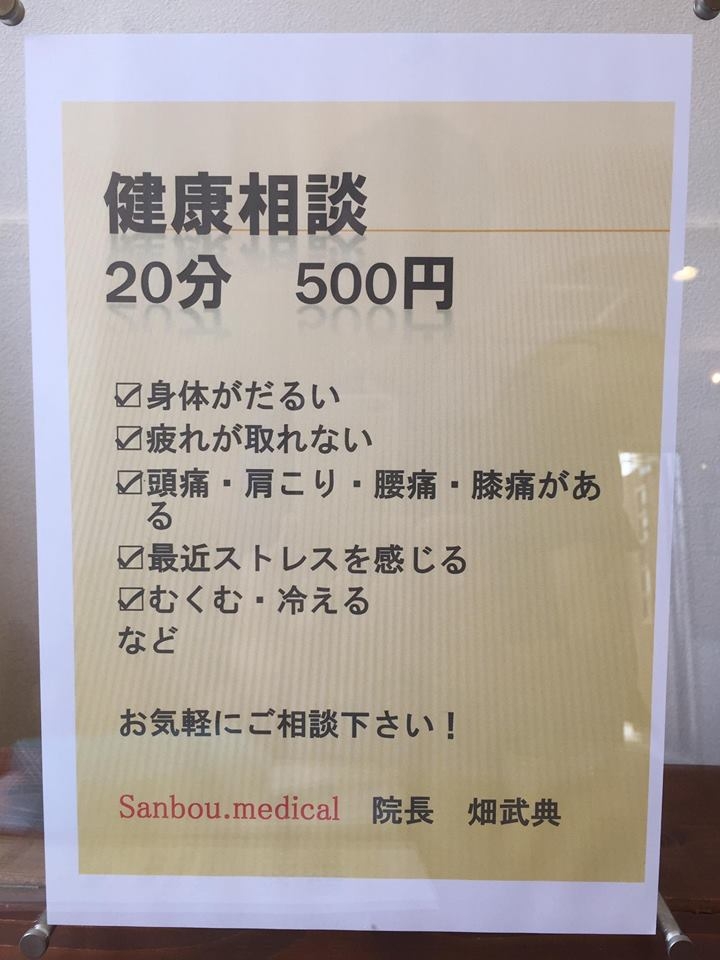 健康相談
20分　500円
☑身体がだるい
☑疲れが取れない
☑頭痛・肩こり・腰痛・膝痛があ
る
☑最近ストレスを感じる
☑むくむ・冷える
など
お気軽にご相談下さい！
Sanbou.medical　院長　畑武典